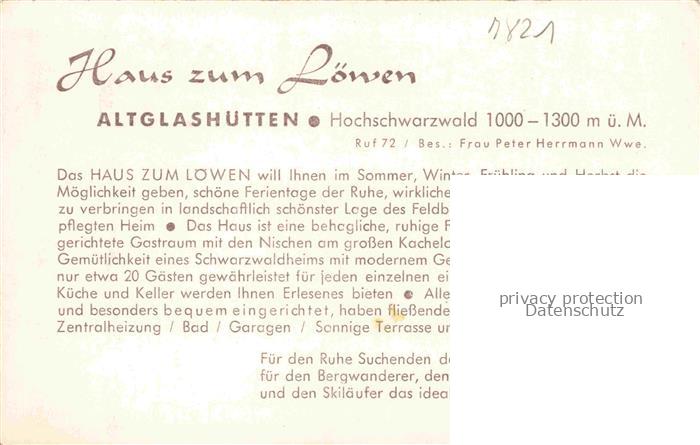 7821
Haus zum Löwen
ALTGLASHÜTTEN ● Hochschwarzwald 1000 – 1300 m ü. M.
Ruf 72 / Bes.: Frau Peter Herrmann Wwe.
Das HAUS ZUM LÖWEN will Ihnen im Sommer, Winter, Frühling und Herbst die
Möglichkeit geben, schöne Ferientage der Ruhe, wirkliche
zu verbringen in landschaftlich schönster Lage des Feldb
pflegten Heim ● Das Haus ist eine behagliche, ruhige F
gerichtete Gastraum mit den Nischen am großen Kachelo
Gemütlichkeit eines Schwarzwaldheims mit modernem Ge
nur etwa 20 Gästen gewährleistet für jeden einzelnen ei
Küche und Keller werden Ihnen Erlesenes bieten ● Alle
und besonders bequem eingerichtet, haben fließende
Zentralheizung / Bad / Garagen / Sonnige Terrasse un
Für den Ruhe Suchenden d
für den Bergwanderer, den
und den Skiläufer das idea
privacy protection
Datenschutz